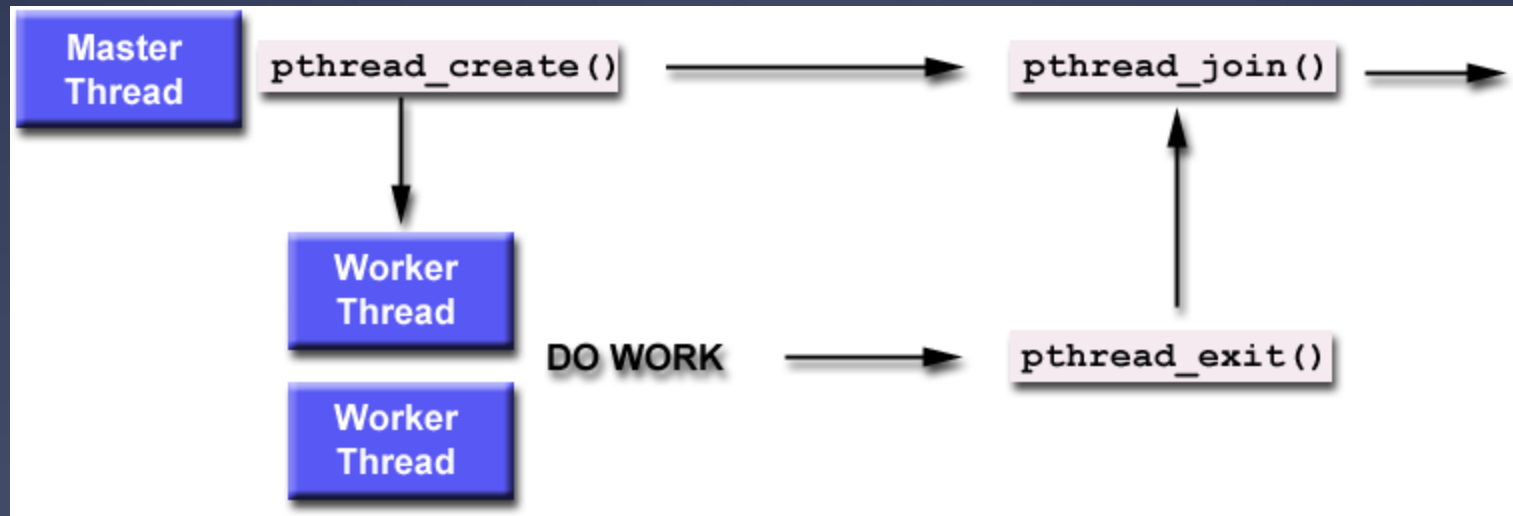 Master
Thread
pthread_create()
pthread_join()
Worker
Thread
DO WORK
pthread_exit()
Worker
Thread